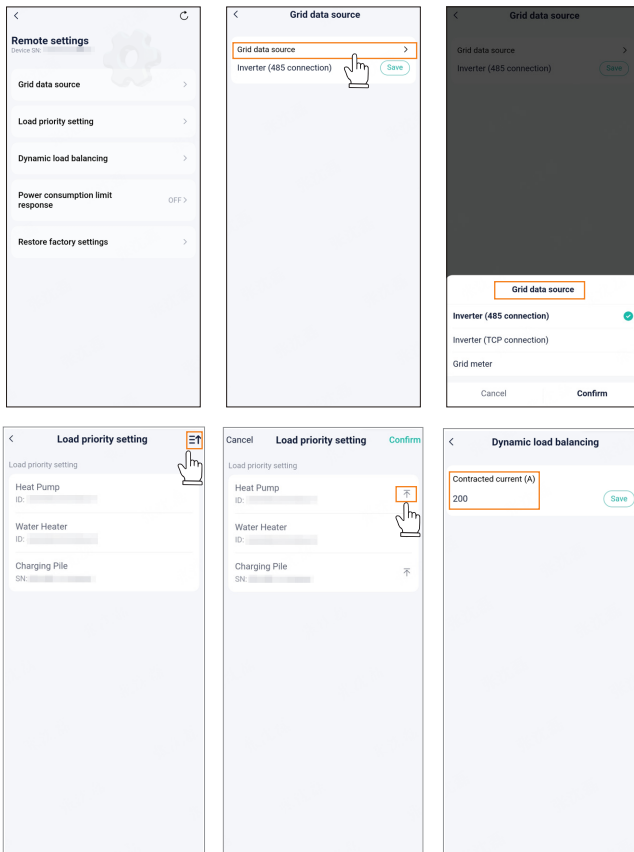 Remote settings
Device SN:
Grid data source
Load priority setting
Dynamic load balancing
Power consumption limit
response
OFF
Restore factory settings
Grid data source
Grid data source
Inverter (485 connection)
Save
Grid data source
Grid data source
Inverter (485 connection)
Save
Grid data source
Inverter (485 connection)
Inverter (TCP connection)
Grid meter
Cancel
Confirm
Load priority setting
Load priority setting
Heat Pump
ID:
Water Heater
ID:
Charging Pile
SN:
Cancel
Load priority setting
Confirm
Load priority setting
Heat Pump
ID:
Water Heater
ID:
Charging Pile
SN:
Dynamic load balancing
Contracted current (A)
200
Save